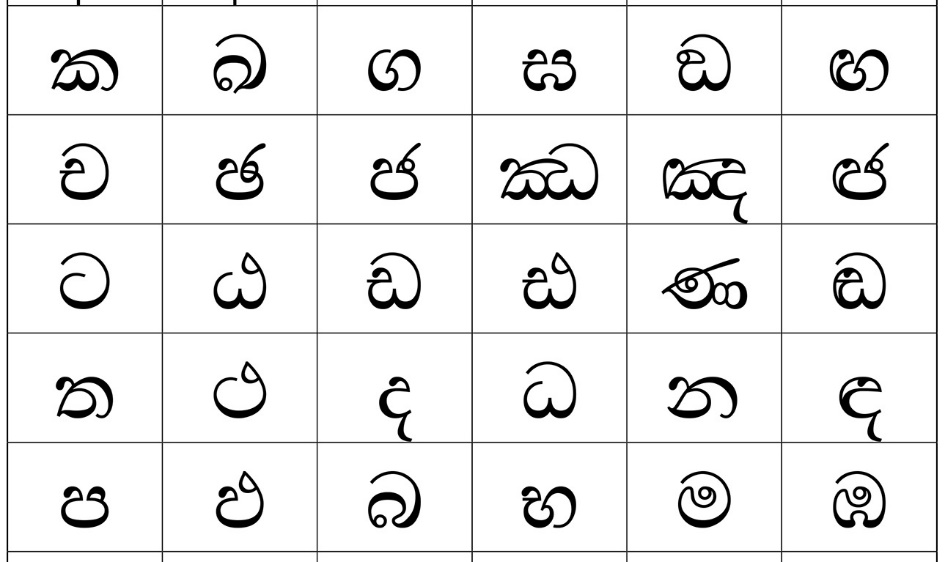 ක ඛ ග ඝ ඞ ඟ
ච ඡ ජ ඣ ඤ ඦ
ට ඨ ඩ ඪ ණ ඬ
ත ථ ද ධ න ඳ
ප ඵ බ භ ම ඹ